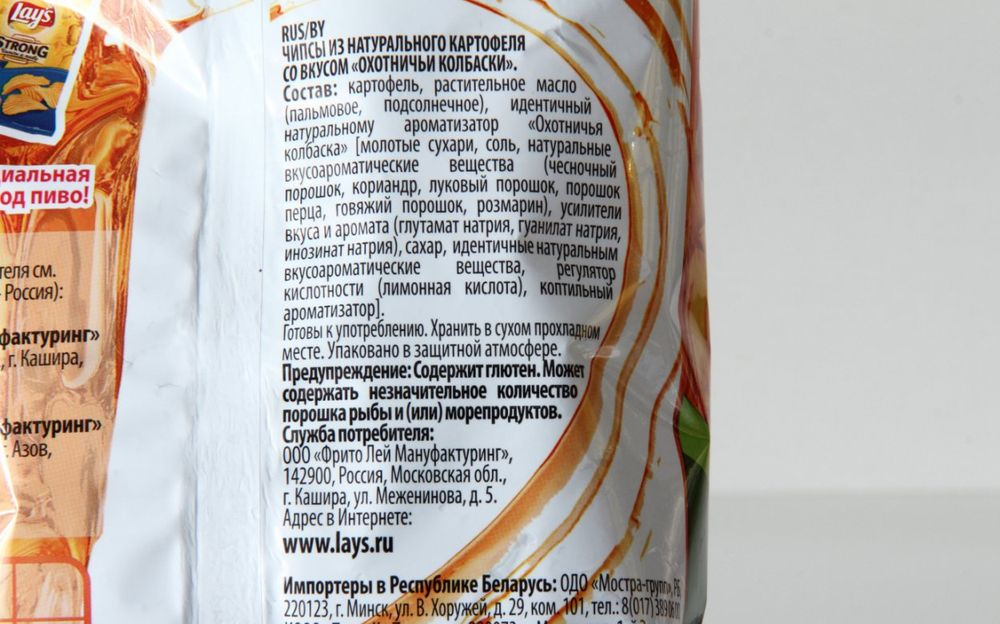 Lay's
STRONG
циальная
од пиво!
теля см.
Россия):
фактуринг»
, г. Кашира,
фактуринг»
г. Азов,
RUS/BY
ЧИПСЫ ИЗ НАТУРАЛЬНОГО КАРТОФЕЛЯ
СО ВКУСОМ «ОХОТНИЧЬИ КОЛБАСКИ».
Состав: картофель, растительное масло
(пальмовое, подсолнечное), идентичный
натуральному ароматизатор «Охотничья
колбаска» [молотые сухари, соль, натуральные
вкусоароматические вещества (чесночный
порошок, кориандр, луковый порошок, порошок
перца, говяжий порошок, розмарин), усилители
вкуса и аромата (глутамат натрия, гуанилат натрия,
инозинат натрия), сахар, идентичные натуральным
вкусоароматические вещества, регулятор
кислотности (лимонная кислота), коптильный
ароматизатор].
Готовы к употреблению. Хранить в сухом прохладном
месте. Упаковано в защитной атмосфере.
Предупреждение: Содержит глютен. Может
содержать незначительное количество
порошка рыбы и (или) морепродуктов.
Служба потребителя:
ООО «Фрито Лей Мануфактуринг»,
142900, Россия, Московская обл.,
г. Кашира, ул. Меженинова, д. 5.
Адрес в Интернете:
www.lays.ru
Импортеры в Республике Беларусь: ОДО «Мостра-групп», РБ,
220123, г. Минск, ул. В. Хоружей, д. 29, ком. 101, тел.: 8(017)